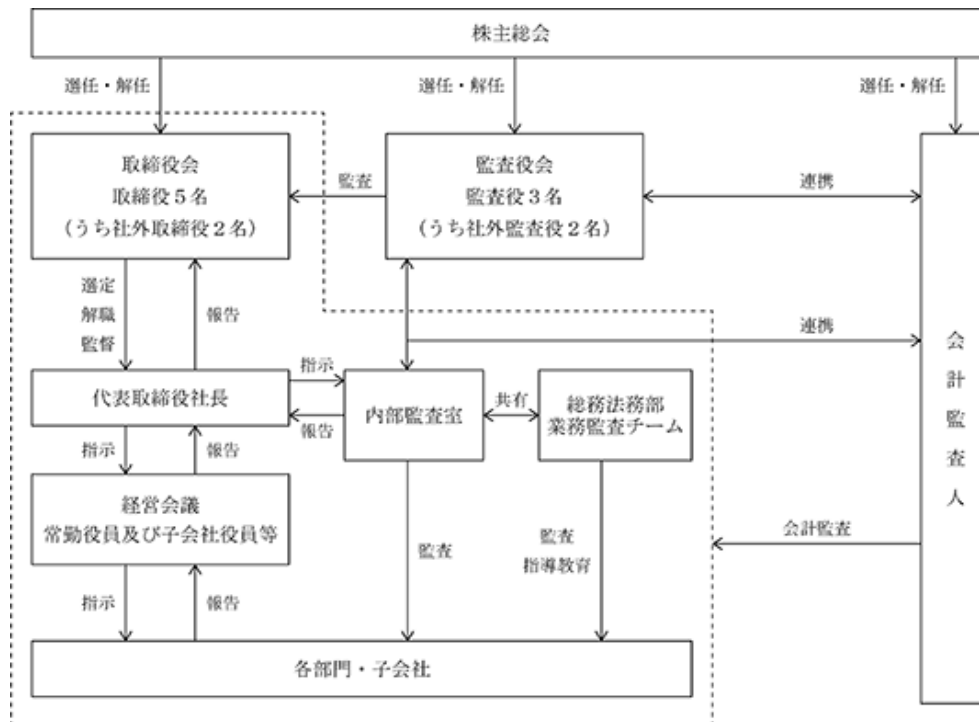 株主総会
選任・解任
選任・解任
選任・解任
取締役会
取締役5名
(うち社外取締役2名)
監査
監査役会
監査役3名
(うち社外監査役2名)
連携
選定
解職
監督
報告
連携
会計監査人
代表取締役社長
指示
報告
内部監査室
共有
総務法務部
業務監査チーム
指示
報告
経営会議
常勤役員及び子会社役員等
監査
監査
指導教育
会計監査
指示
報告
各部門・子会社